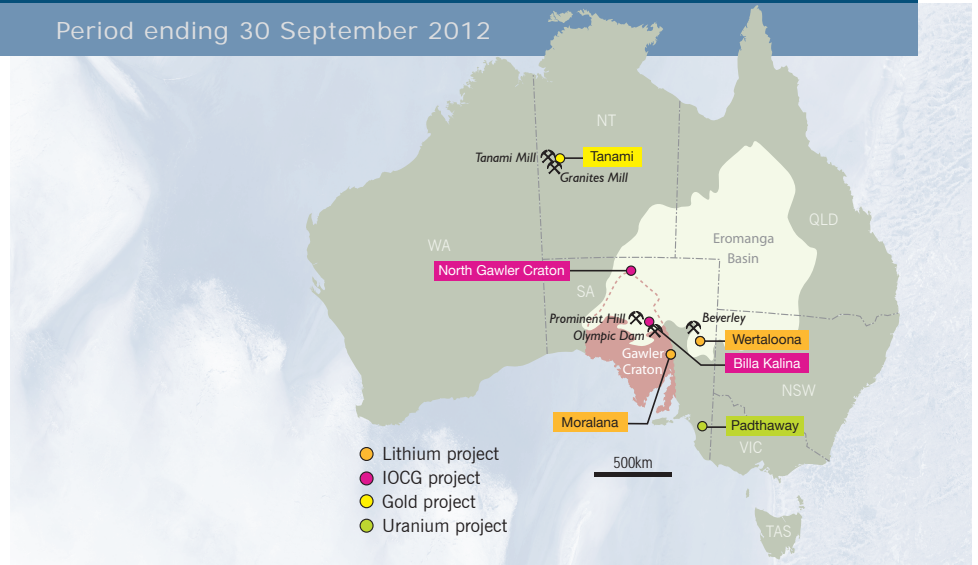 Period ending 30 September 2012
NT
Tanami Mill
Tanami
Granites Mill
QLD
WA
Eromanga
Basin
North Gawler Craton
SA
Prominent Hill
Beverley
Olympic Dam
Wertaloona
Gawler
Craton
Billa Kalina
NSW
Moralana
Padthaway
VIC
Lithium project
500km
IOCG project
Gold project
Uranium project
TAS